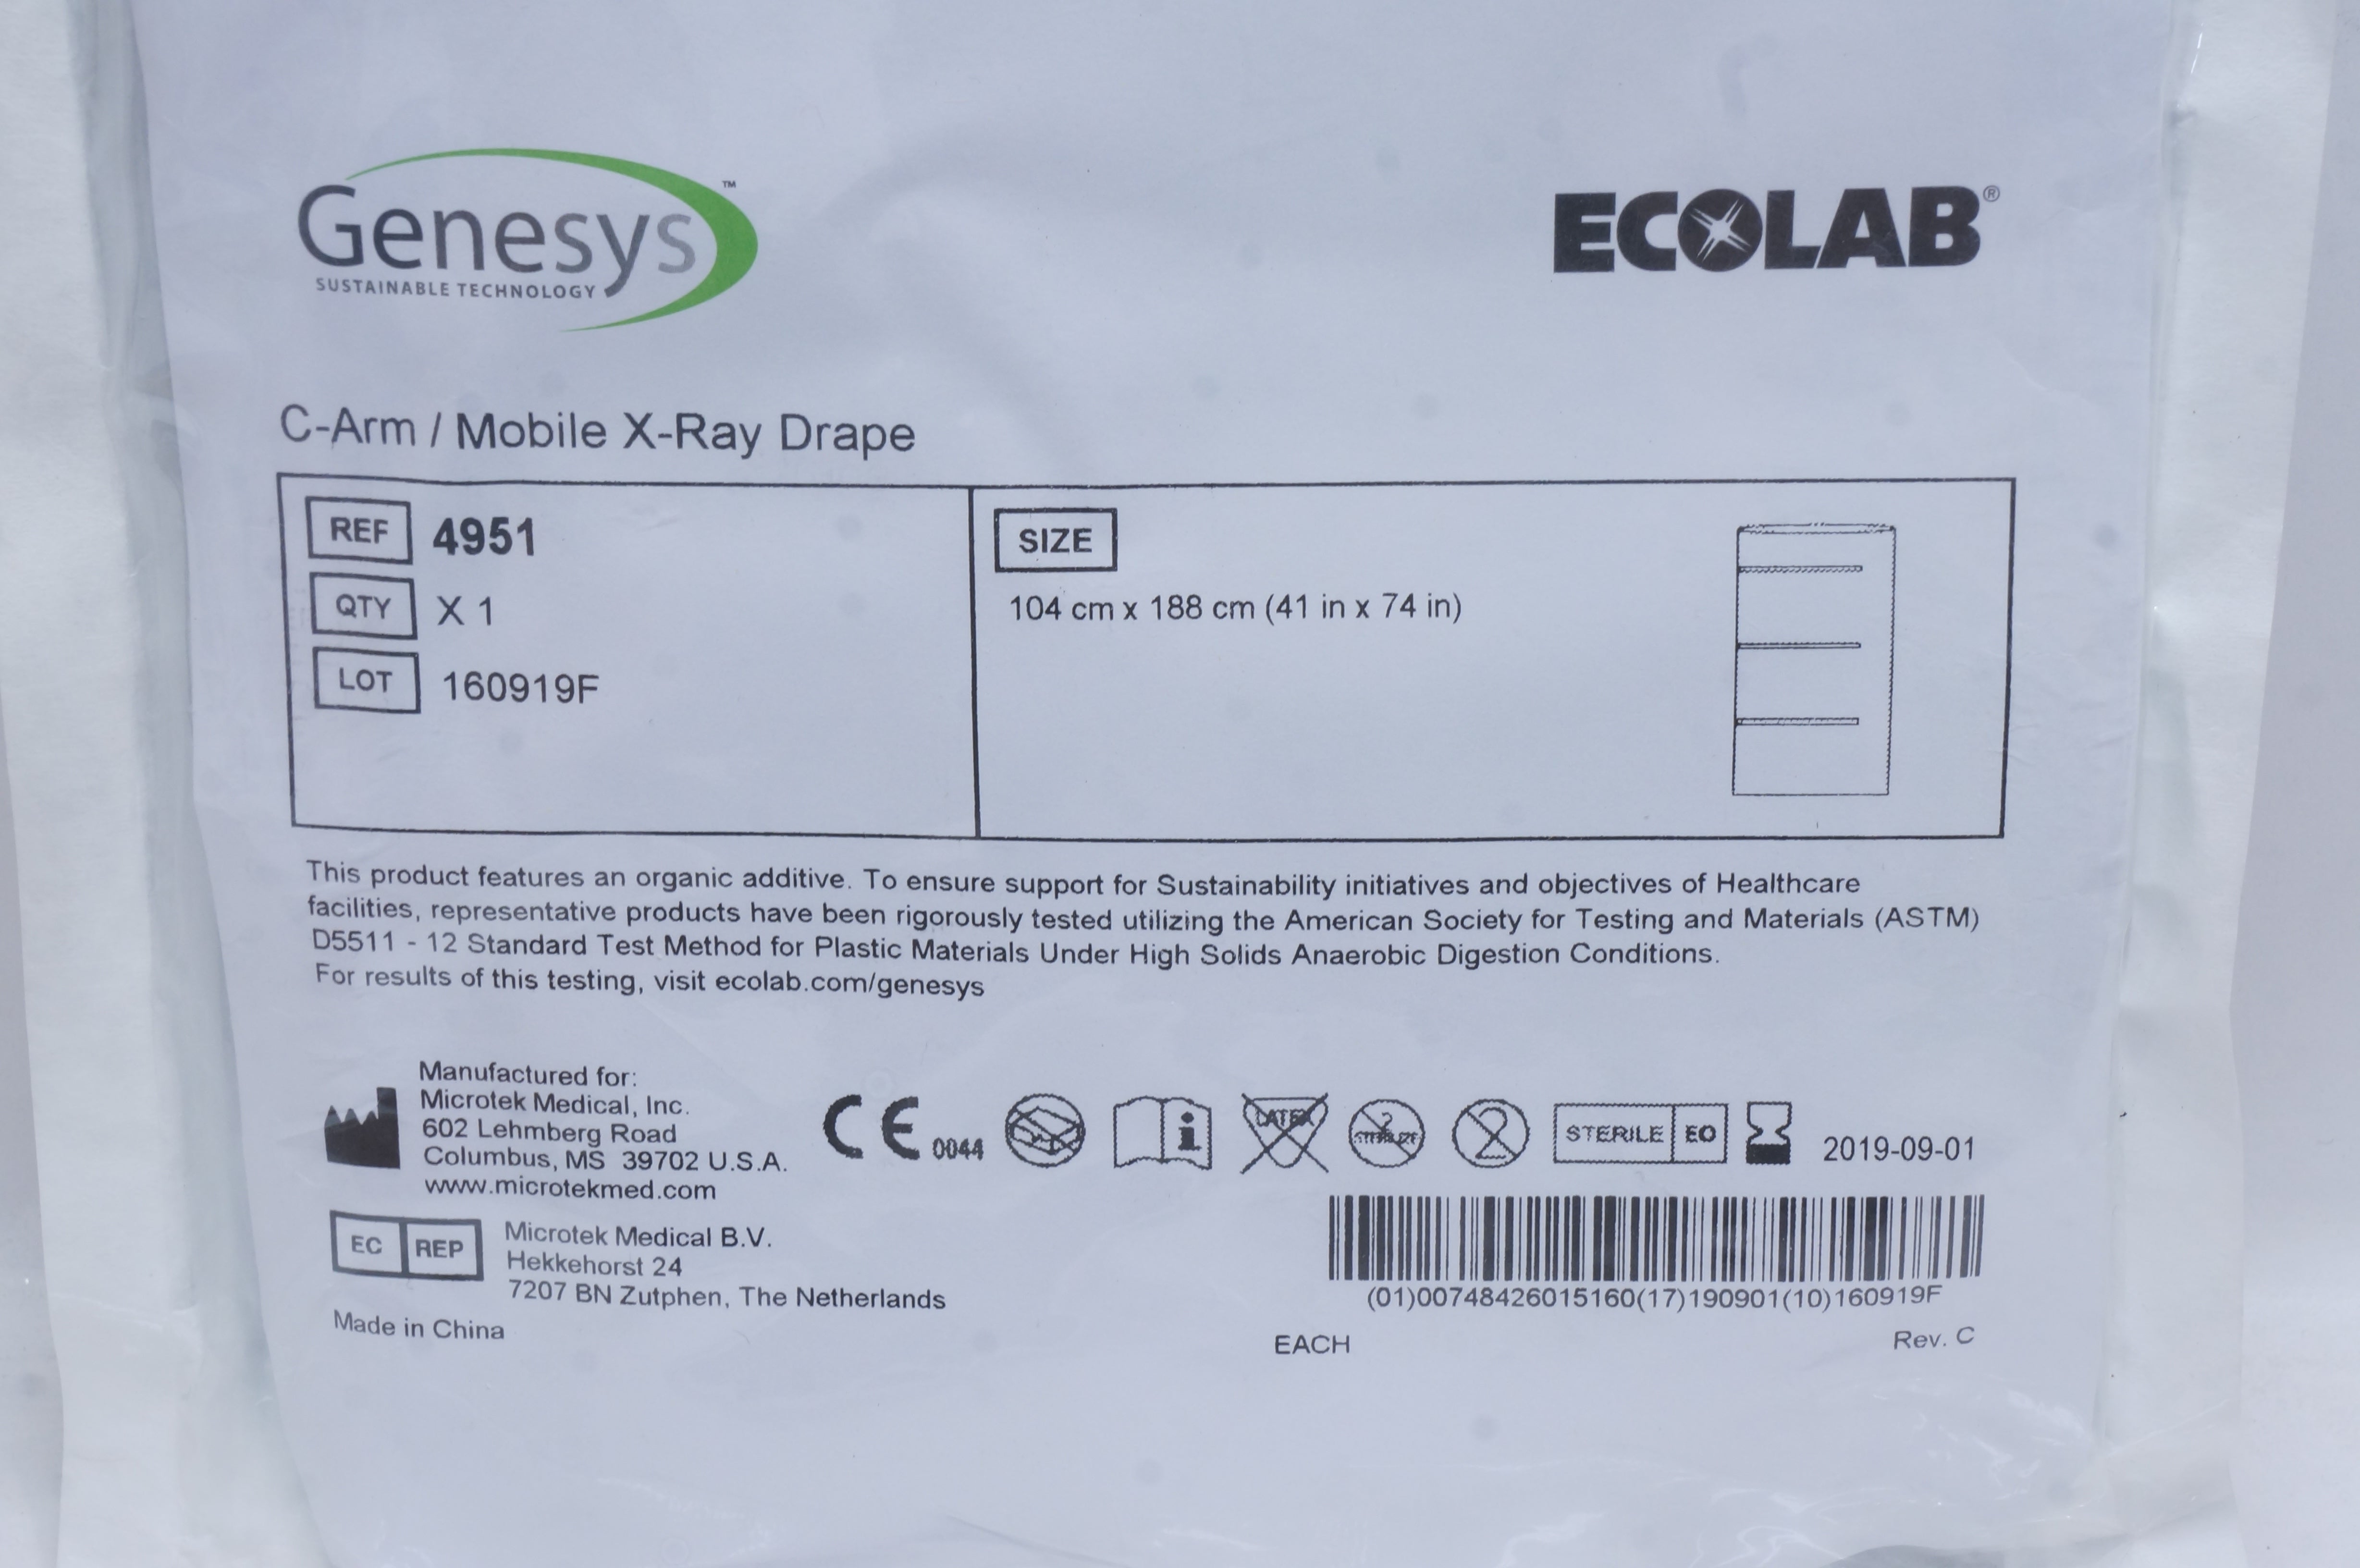 Genesys™
SUSTAINABLE TECHNOLOGY
ECOLAB®
C-Arm / Mobile X-Ray Drape
REF 4951
QTY X 1
LOT 160919F
SIZE
104 cm x 188 cm (41 in x 74 in)
This product features an organic additive. To ensure support for Sustainability initiatives and objectives of Healthcare
facilities, representative products have been rigorously tested utilizing the American Society for Testing and Materials (ASTM)
D5511 - 12 Standard Test Method for Plastic Materials Under High Solids Anaerobic Digestion Conditions.
For results of this testing, visit ecolab.com/genesys
Manufactured for:
Microtek Medical, Inc.
602 Lehmberg Road
Columbus, MS 39702 U.S.A.
www.microtekmed.com
CE 0044
i
LATEX
2
2
STERILE EO
2019-09-01
EC REP
Microtek Medical B.V.
Hekkehorst 24
7207 BN Zutphen, The Netherlands
Made in China
(01)00748426015160(17)190901(10)160919F
EACH
Rev. C